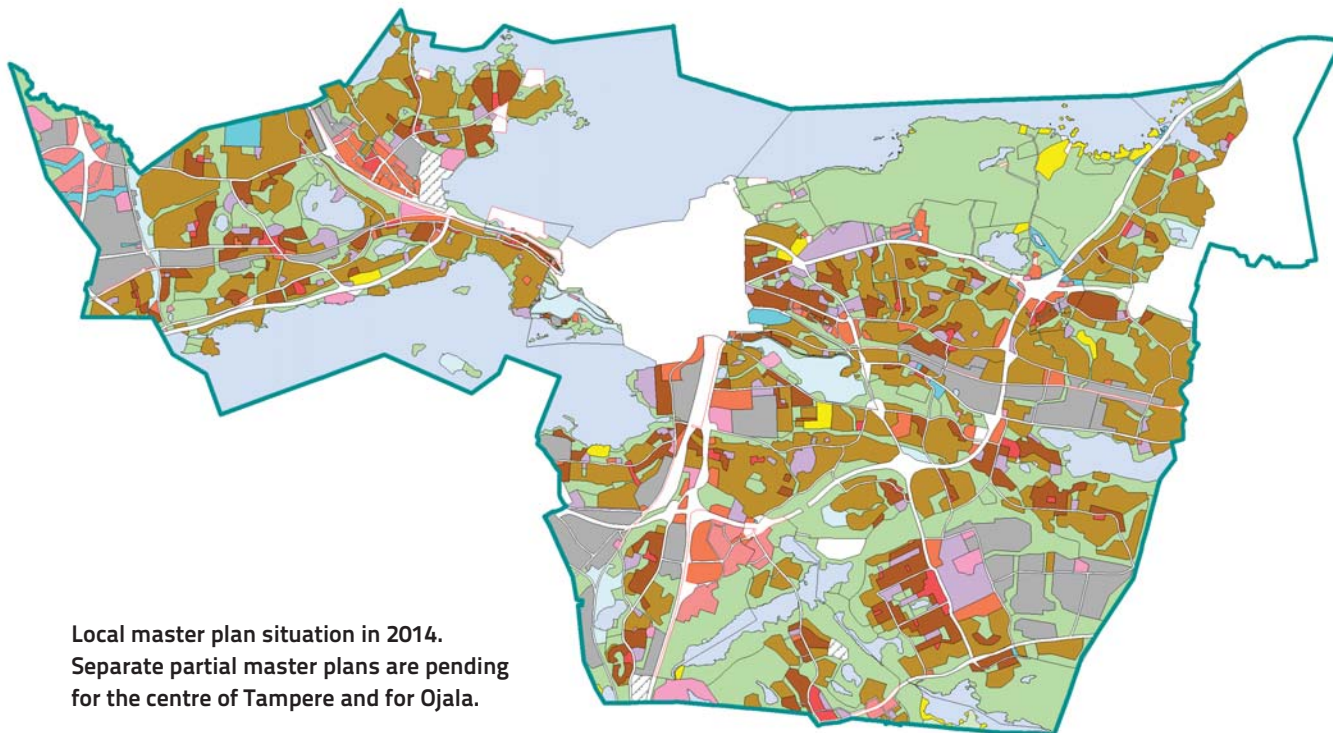 Local master plan situation in 2014.
Separate partial master plans are pending
for the centre of Tampere and for Ojala.